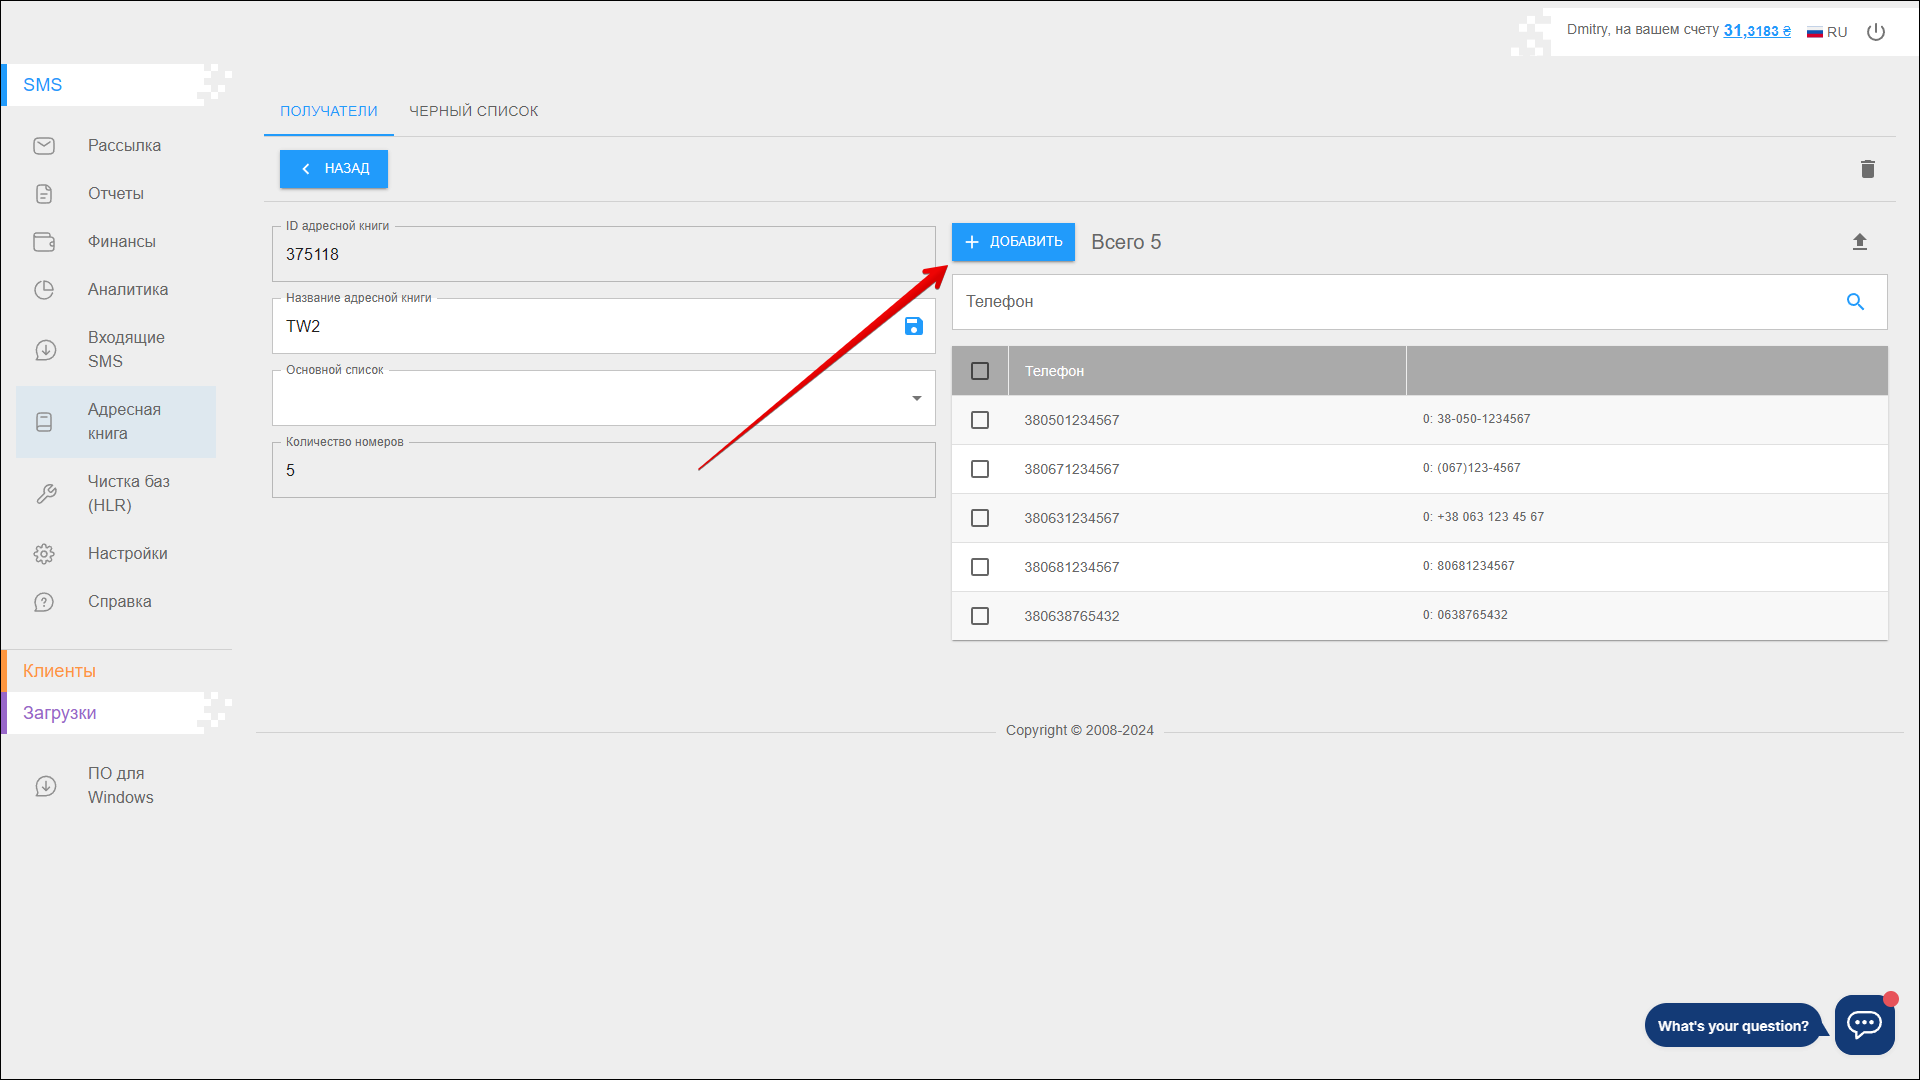 Dmitry, на вашем счету 31,3183 ₴
RU
SMS
Рассылка
Отчеты
Финансы
Аналитика
Входящие
SMS
Адресная
книга
Чистка баз
(HLR)
Настройки
Справка
Клиенты
Загрузки
ПО для
Windows
ПОЛУЧАТЕЛИ
ЧЕРНЫЙ СПИСОК
НАЗАД
ID адресной книги
375118
Название адресной книги
TW2
Основной список
Количество номеров
5
ДОБАВИТЬ
Всего 5
Телефон
Телефон
380501234567 0: 38-050-1234567
380671234567 0: (067)123-4567
380631234567 0: +38 063 123 45 67
380681234567 0: 80681234567
380638765432 0: 0638765432
Copyright © 2008-2024
What's your question?